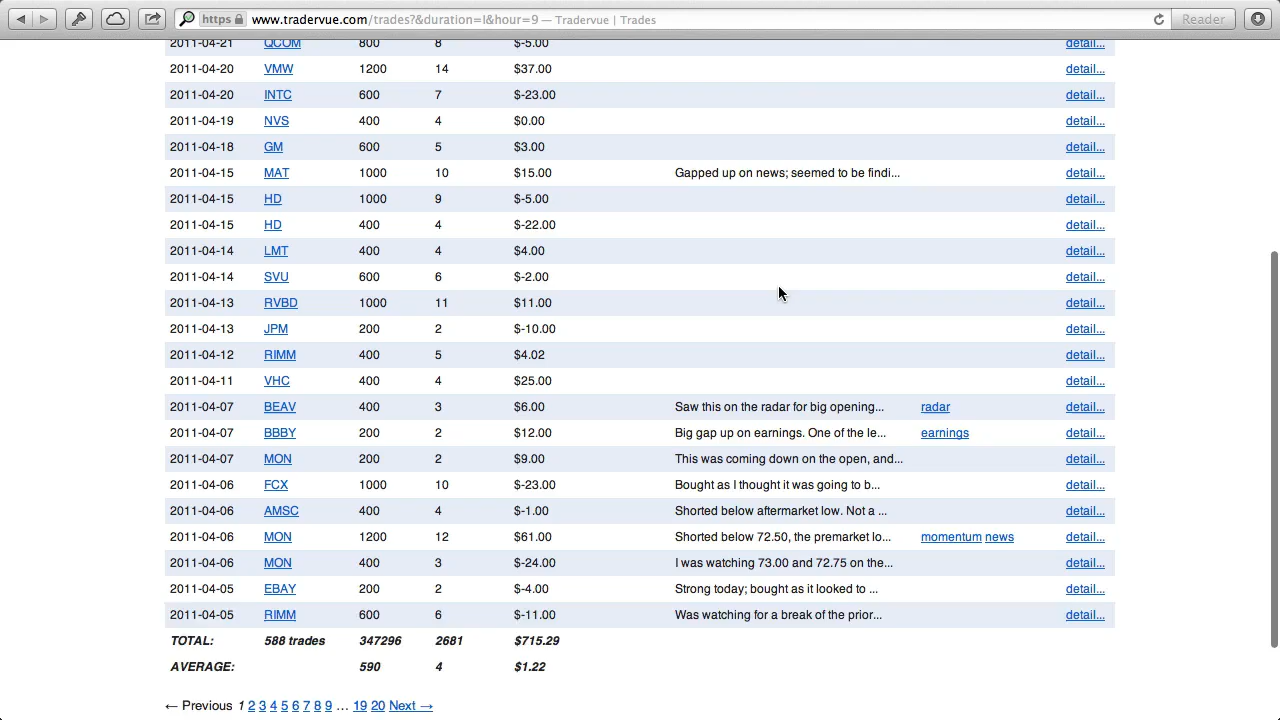 https www.tradervue.com/trades?&duration=I&hour=9 — Tradervue | Trades Reader
2011-04-21 QCOM 800 8 $-5.00 detail...
2011-04-20 VMW 1200 14 $37.00 detail...
2011-04-20 INTC 600 7 $-23.00 detail...
2011-04-19 NVS 400 4 $0.00 detail...
2011-04-18 GM 600 5 $3.00 detail...
2011-04-15 MAT 1000 10 $15.00 Gapped up on news; seemed to be findi... detail...
2011-04-15 HD 1000 9 $-5.00 detail...
2011-04-15 HD 400 4 $-22.00 detail...
2011-04-14 LMT 400 4 $4.00 detail...
2011-04-14 SVU 600 6 $-2.00 detail...
2011-04-13 RVBD 1000 11 $11.00 detail...
2011-04-13 JPM 200 2 $-10.00 detail...
2011-04-12 RIMM 400 5 $4.02 detail...
2011-04-11 VHC 400 4 $25.00 detail...
2011-04-07 BEAV 400 3 $6.00 Saw this on the radar for big opening... radar detail...
2011-04-07 BBBY 200 2 $12.00 Big gap up on earnings. One of the le... earnings detail...
2011-04-07 MON 200 2 $9.00 This was coming down on the open, and... detail...
2011-04-06 FCX 1000 10 $-23.00 Bought as I thought it was going to b... detail...
2011-04-06 AMSC 400 4 $-1.00 Shorted below aftermarket low. Not a ... detail...
2011-04-06 MON 1200 12 $61.00 Shorted below 72.50, the premarket lo... momentum news detail...
2011-04-06 MON 400 3 $-24.00 I was watching 73.00 and 72.75 on the... detail...
2011-04-05 EBAY 200 2 $-4.00 Strong today; bought as it looked to ... detail...
2011-04-05 RIMM 600 6 $-11.00 Was watching for a break of the prior... detail...
TOTAL: 588 trades 347296 2681 $715.29
AVERAGE: 590 4 $1.22
← Previous 1 2 3 4 5 6 7 8 9 … 19 20 Next →